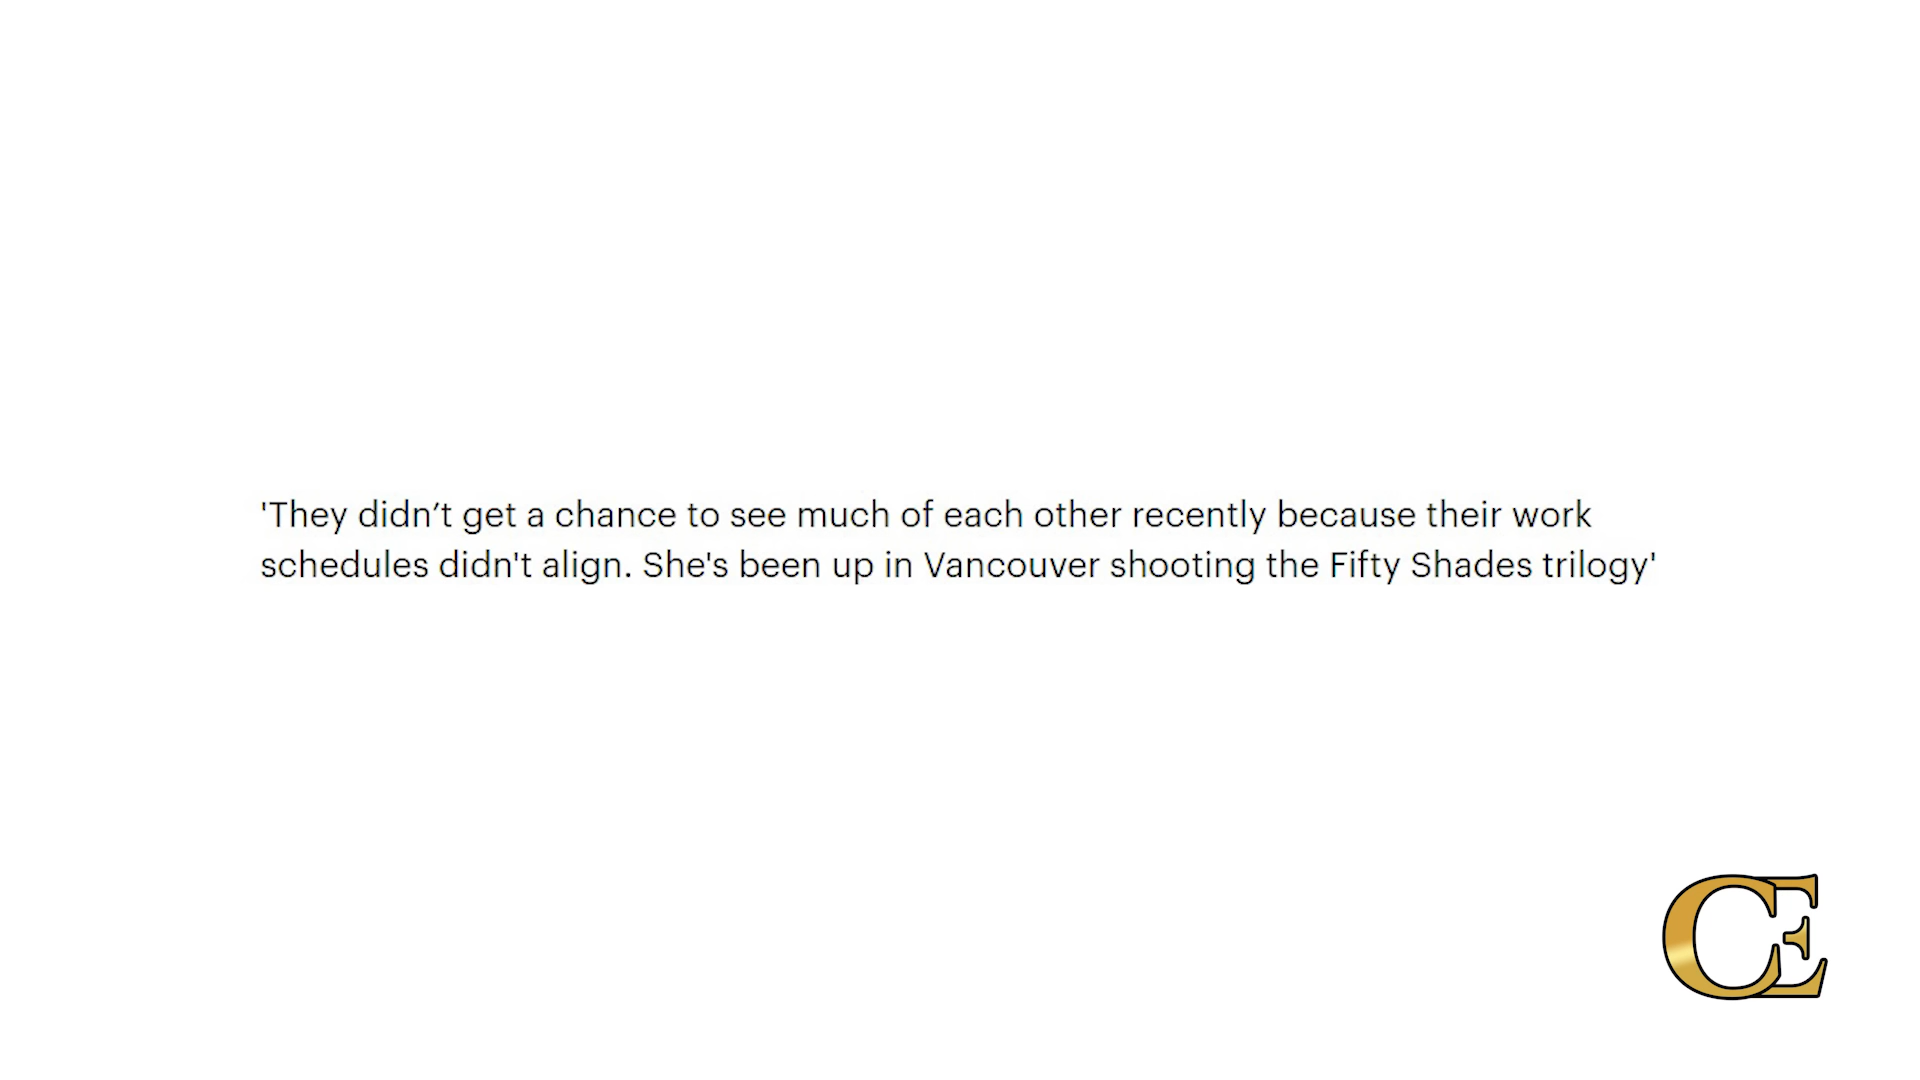 'They didn’t get a chance to see much of each other recently because their work
schedules didn't align. She's been up in Vancouver shooting the Fifty Shades trilogy'
CE